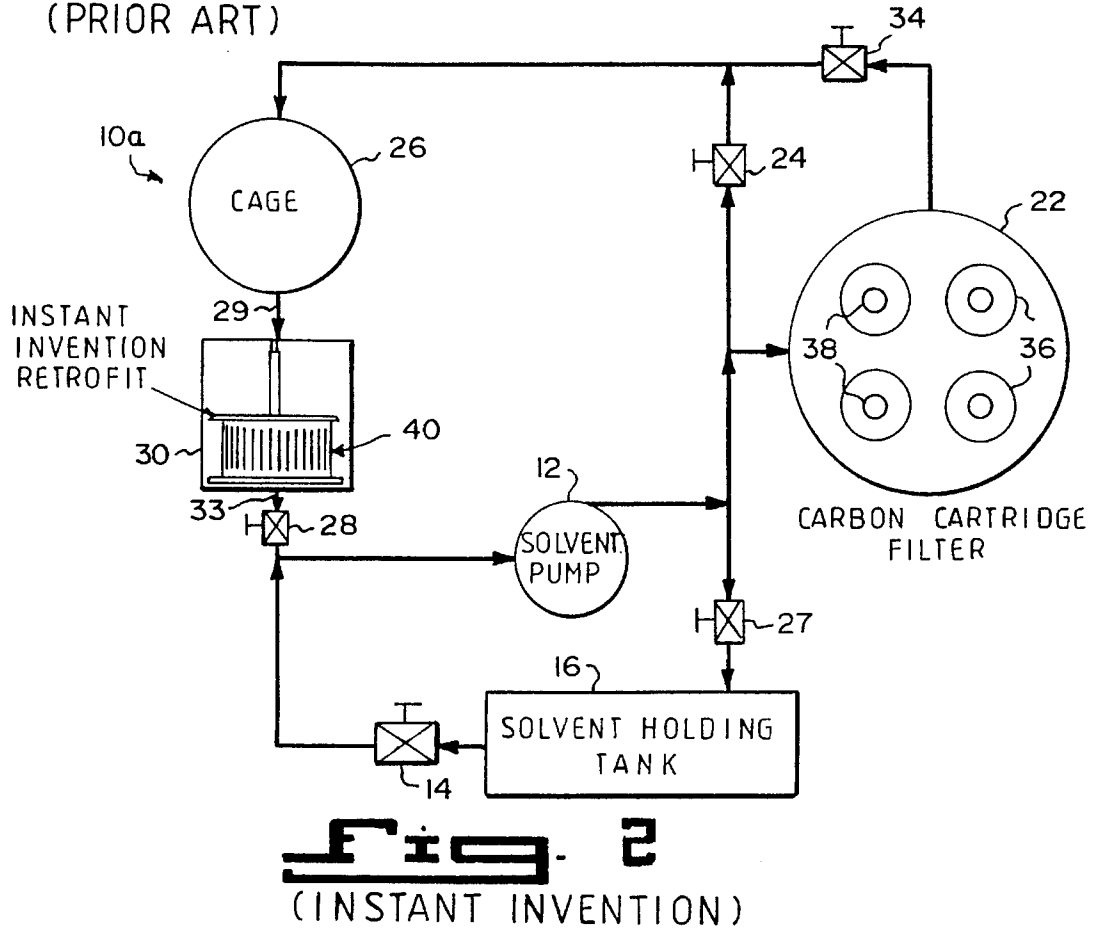 (PRIOR ART)
34
10a
26
24
CAGE
22
29
INSTANT
INVENTION
RETROFIT
38
36
30
40
12
33
28
CARBON CARTRIDGE
FILTER
SOLVENT
PUMP
27
16
SOLVENT HOLDING
TANK
14
Fig. 2
(INSTANT INVENTION)